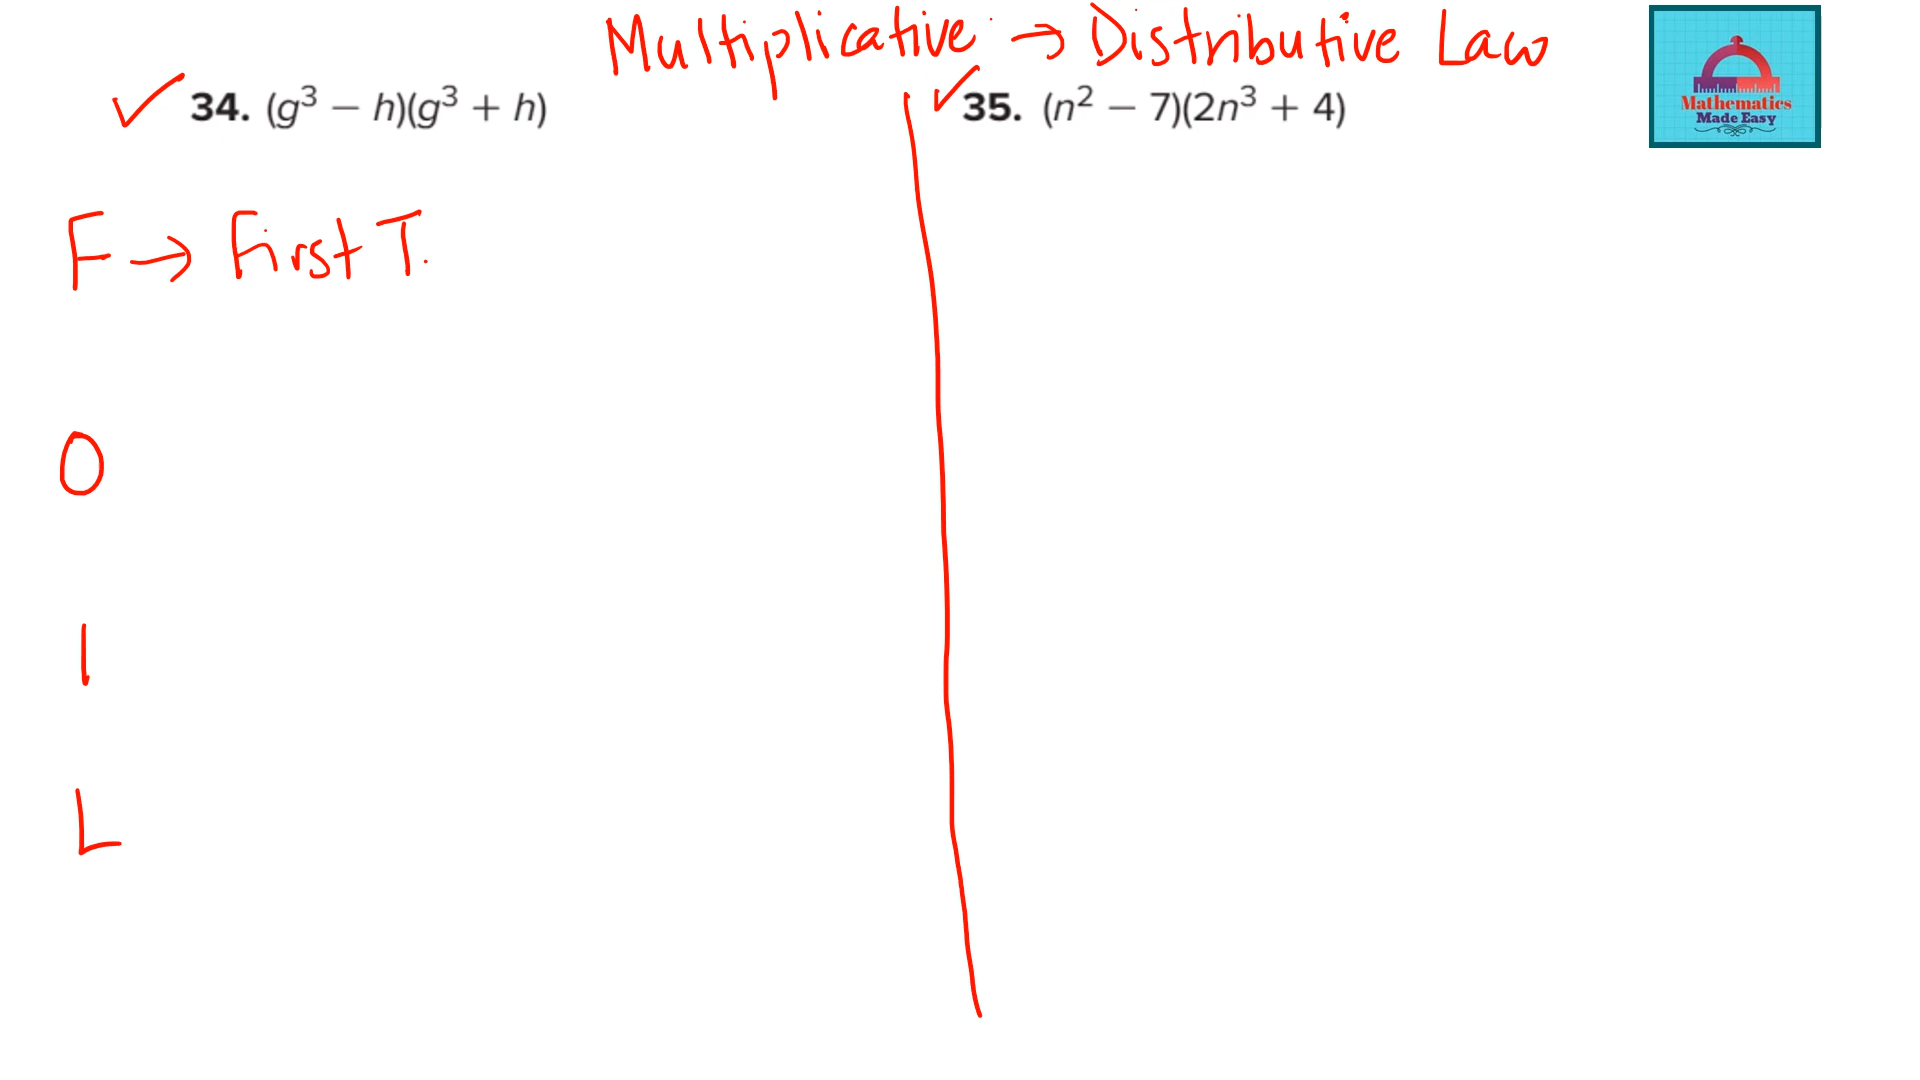 Multiplicative → Distributive Law
34. (g³ – h)(g³ + h)
35. (n² – 7)(2n³ + 4)
Mathematics
Made Easy
F → First T.
O
I
L